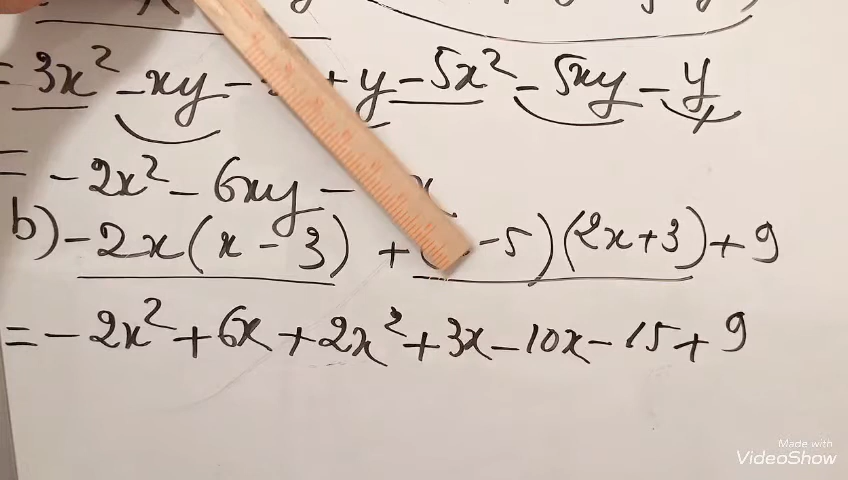 = 3x² - xy - + y - 5x² - 5xy - y
= -2x² - 6xy -
b) -2x(x - 3) + -5)(2x+3) + 9
= -2x² + 6x + 2x² + 3x - 10x - 15 + 9
Made with
VideoShow